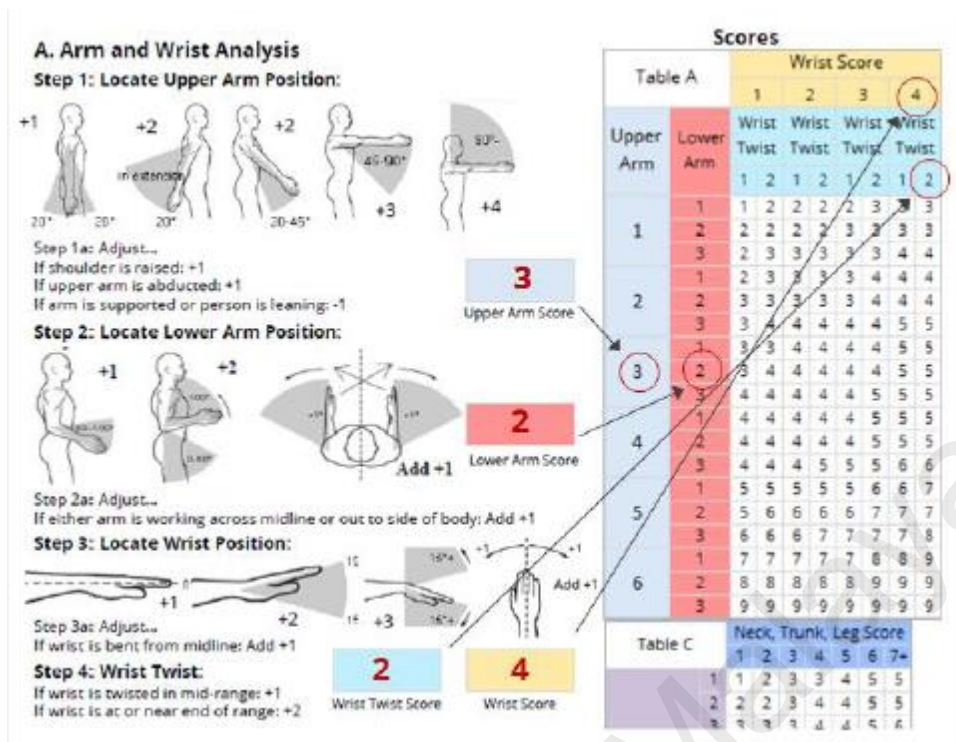 A. Arm and Wrist Analysis
Step 1: Locate Upper Arm Position:
+1
+2
+2
+3
+4
in extension
45-90°
90°-
20°
20°
20°
20-45°
Step 1a: Adjust...
If shoulder is raised: +1
If upper arm is abducted: +1
If arm is supported or person is leaning: -1
3
Upper Arm Score
Step 2: Locate Lower Arm Position:
+1
+2
Add +1
2
Lower Arm Score
Step 2a: Adjust...
If either arm is working across midline or out to side of body: Add +1
Step 3: Locate Wrist Position:
+1
+2
+3
15
15
15°+
15°+
+1
+1
Add +1
Step 3a: Adjust...
If wrist is bent from midline: Add +1
Step 4: Wrist Twist:
If wrist is twisted in mid-range: +1
If wrist is at or near end of range: +2
2
Wrist Twist Score
4
Wrist Score
Scores
Table A
Wrist Score
1 2 3 4
Upper Arm
Lower Arm
Wrist Twist Wrist Twist Wrist Twist Wrist Twist
1 2 1 2 1 2 1 2
1
1 1 2 2 2 2 3 3
2 2 2 2 2 3 3 3 3
3 2 3 3 3 3 3 4 4
2
1 2 3 3 3 3 4 4 4
2 3 3 3 3 3 4 4 4
3 3 4 4 4 4 4 5 5
3
1 3 3 4 4 4 4 5 5
2 3 4 4 4 4 4 5 5
3 4 4 4 4 4 5 5 5
4
1 4 4 4 4 4 5 5 5
2 4 4 4 4 4 5 5 5
3 4 4 4 5 5 5 6 6
5
1 5 5 5 5 5 6 6 7
2 5 6 6 6 6 7 7 7
3 6 6 6 7 7 7 7 8
6
1 7 7 7 7 7 8 8 9
2 8 8 8 8 8 9 9 9
3 9 9 9 9 9 9 9 9
Table C
Neck, Trunk, Leg Score
1 2 3 4 5 6 7+
1 1 2 3 3 4 5 5
2 2 2 3 4 4 5 5
3 3 3 3 4 4 5 6